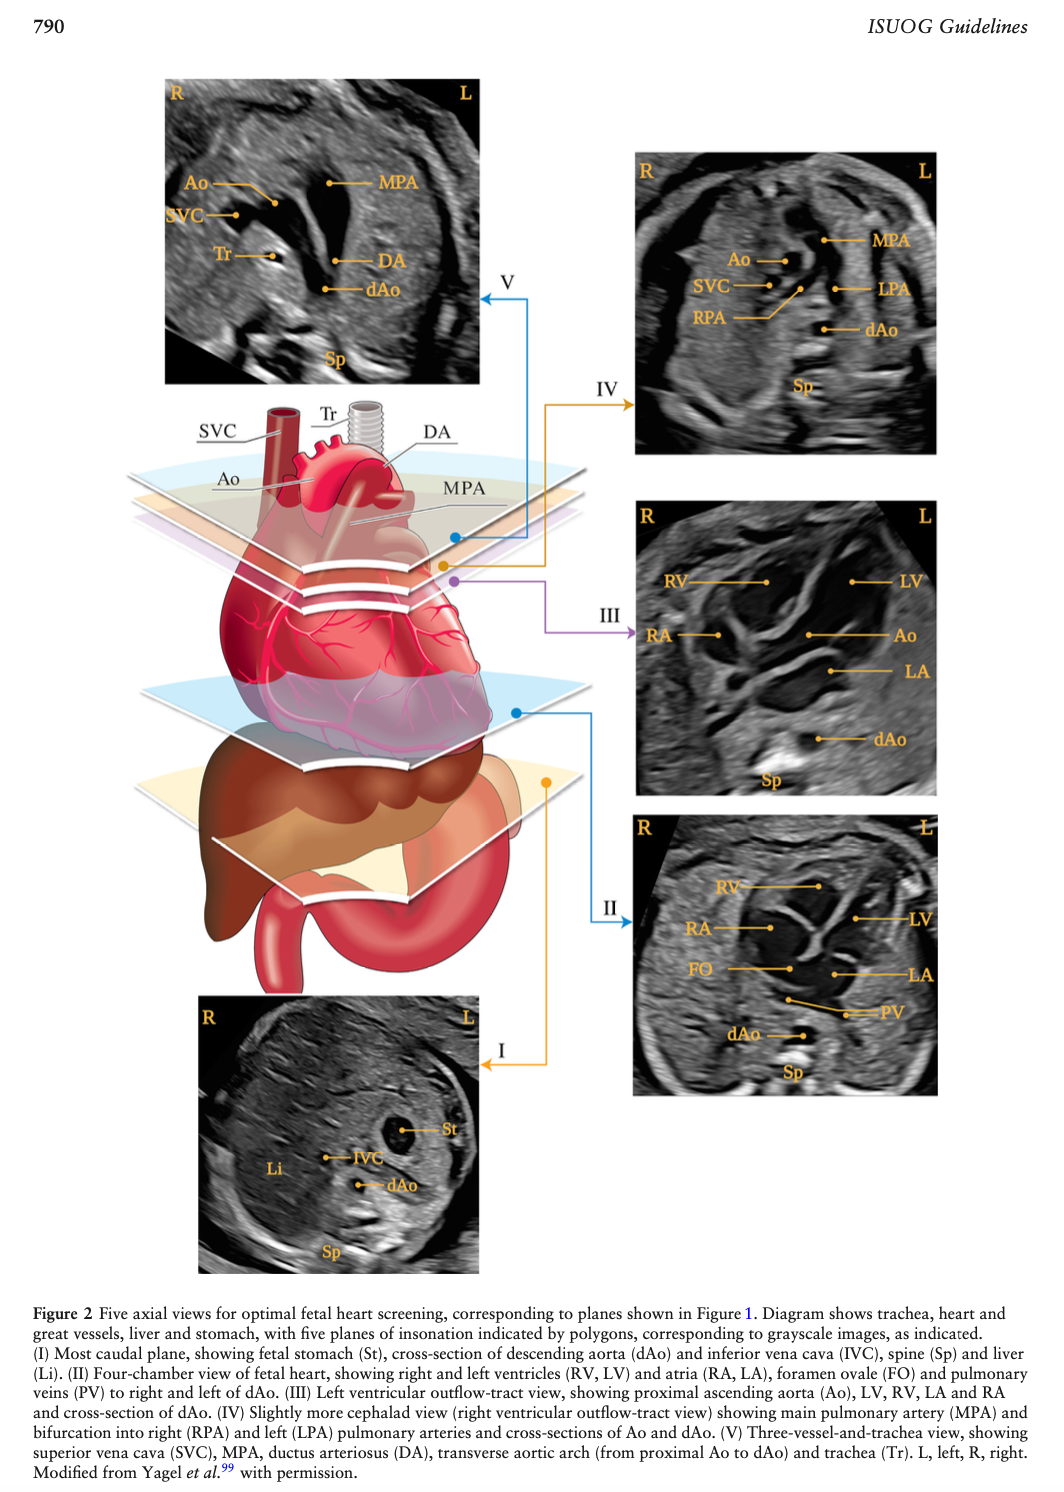 790
ISUOG Guidelines
R
L
Ao
MPA
SVC
Tr
DA
dAo
Sp
V
R
L
MPA
Ao
SVC
LPA
RPA
dAo
Sp
IV
SVC
Tr
DA
Ao
MPA
R
L
RV
LV
RA
Ao
LA
dAo
Sp
III
R
L
RV
LV
RA
FO
LA
PV
dAo
Sp
II
R
L
I
St
IVC
Li
dAo
Sp
Figure 2 Five axial views for optimal fetal heart screening, corresponding to planes shown in Figure 1. Diagram shows trachea, heart and
great vessels, liver and stomach, with five planes of insonation indicated by polygons, corresponding to grayscale images, as indicated.
(I) Most caudal plane, showing fetal stomach (St), cross-section of descending aorta (dAo) and inferior vena cava (IVC), spine (Sp) and liver
(Li). (II) Four-chamber view of fetal heart, showing right and left ventricles (RV, LV) and atria (RA, LA), foramen ovale (FO) and pulmonary
veins (PV) to right and left of dAo. (III) Left ventricular outflow-tract view, showing proximal ascending aorta (Ao), LV, RV, LA and RA
and cross-section of dAo. (IV) Slightly more cephalad view (right ventricular outflow-tract view) showing main pulmonary artery (MPA) and
bifurcation into right (RPA) and left (LPA) pulmonary arteries and cross-sections of Ao and dAo. (V) Three-vessel-and-trachea view, showing
superior vena cava (SVC), MPA, ductus arteriosus (DA), transverse aortic arch (from proximal Ao to dAo) and trachea (Tr). L, left, R, right.
Modified from Yagel et al.99 with permission.